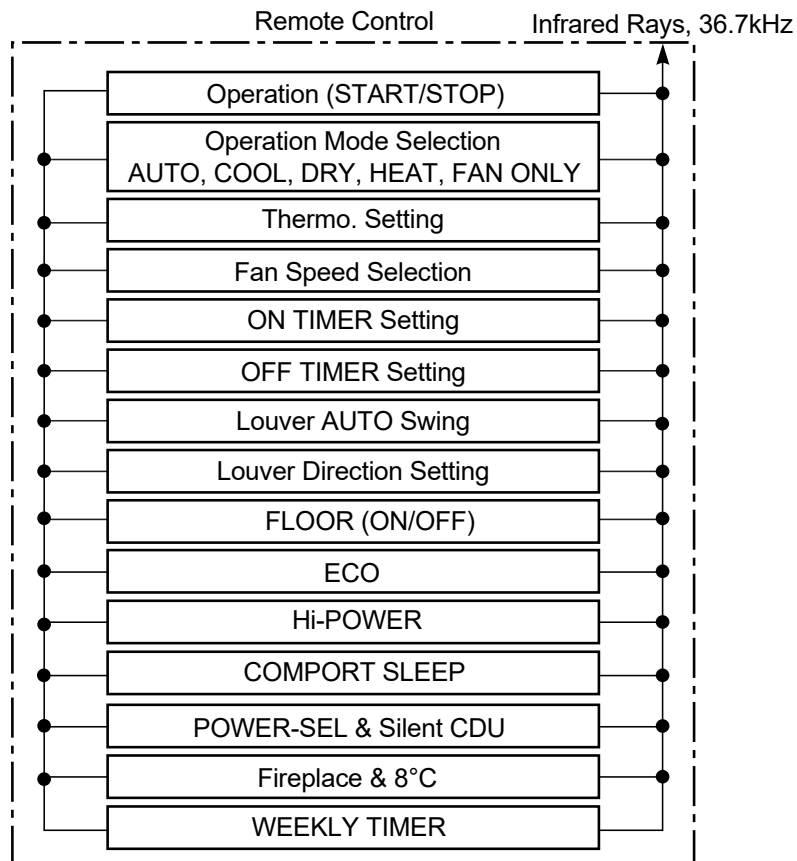 Remote Control
Infrared Rays, 36.7kHz
Operation (START/STOP)
Operation Mode Selection
AUTO, COOL, DRY, HEAT, FAN ONLY
Thermo. Setting
Fan Speed Selection
ON TIMER Setting
OFF TIMER Setting
Louver AUTO Swing
Louver Direction Setting
FLOOR (ON/OFF)
ECO
Hi-POWER
COMPORT SLEEP
POWER-SEL & Silent CDU
Fireplace & 8°C
WEEKLY TIMER